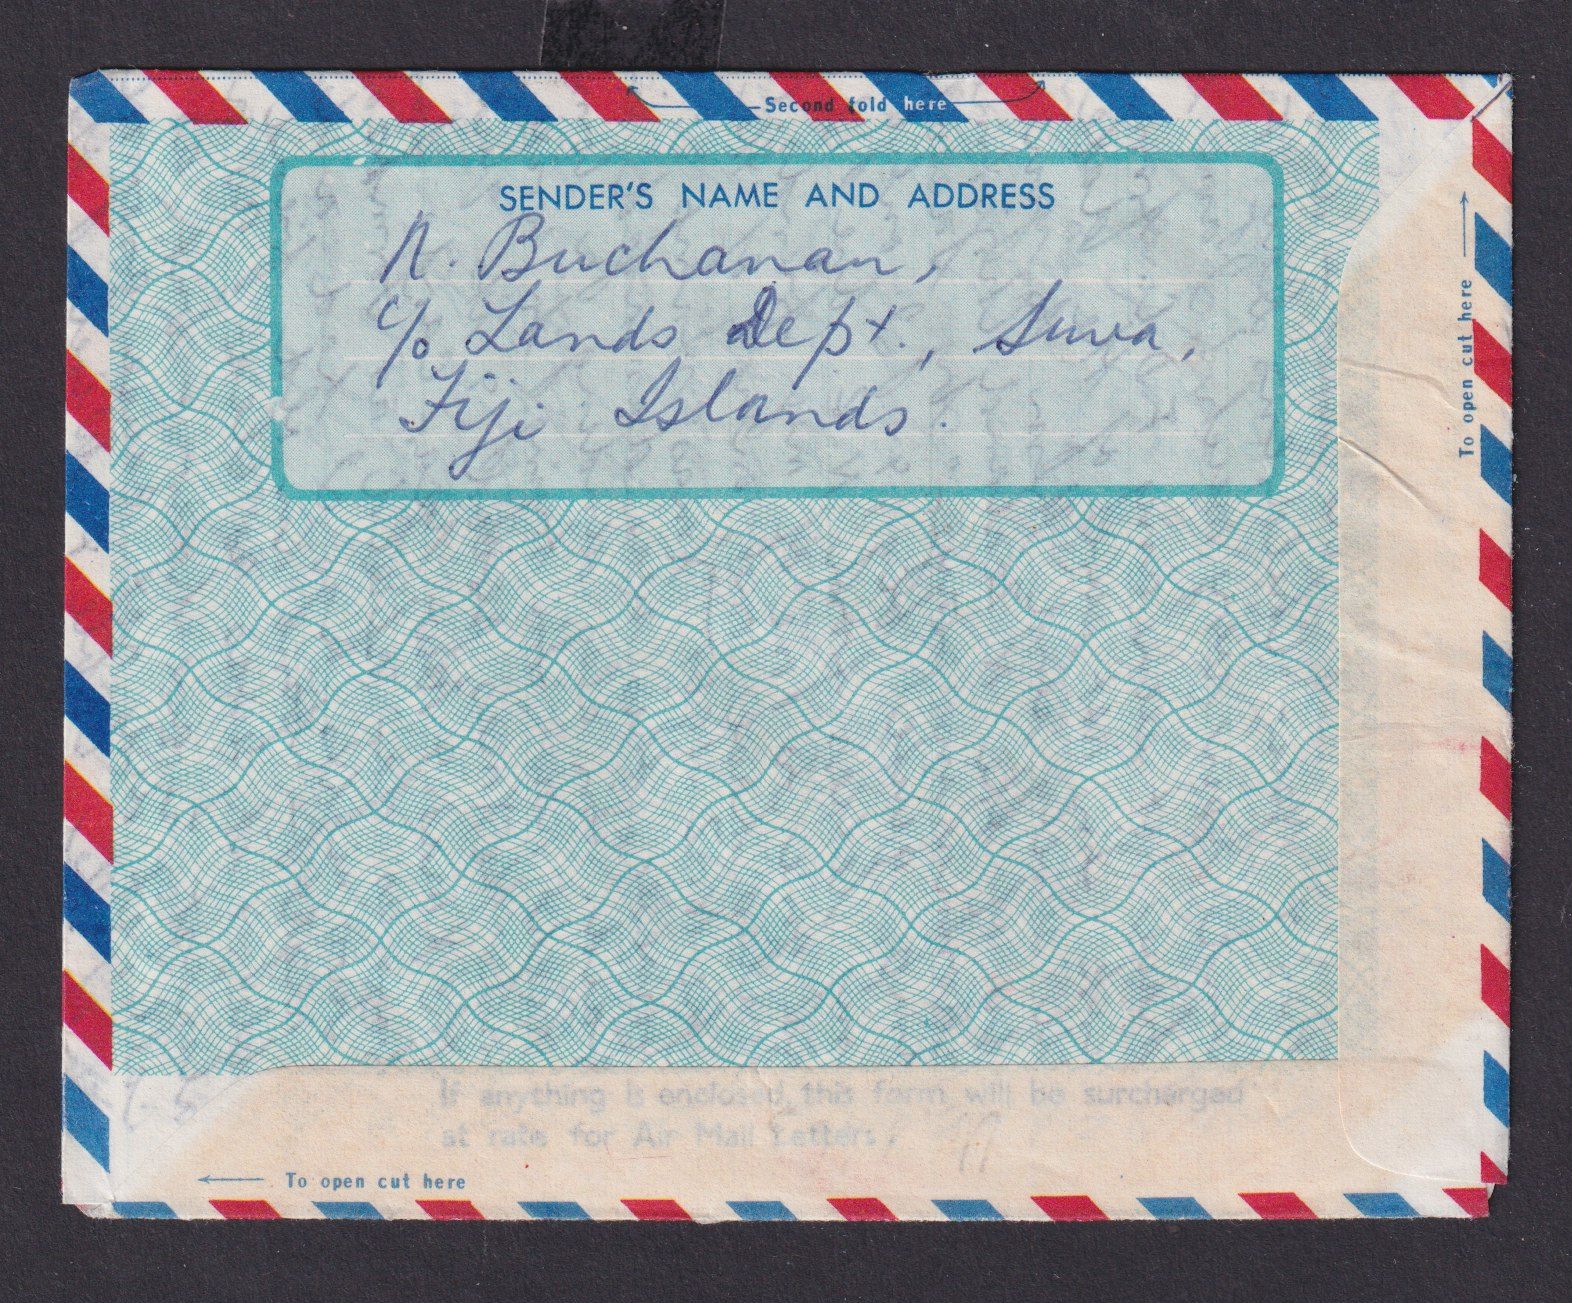 Second fold here
SENDER'S NAME AND ADDRESS
N. Buchanan,
c/o Lands Dept., Suva,
Fiji Islands.
To open cut here
If anything is enclosed, this form will be surcharged
at rate for Air Mail Letters.
To open cut here